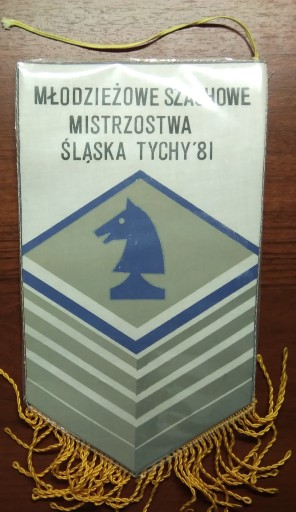 MŁODZIEŻOWE SZACHOWE
MISTRZOSTWA
ŚLĄSKA TYCHY'81